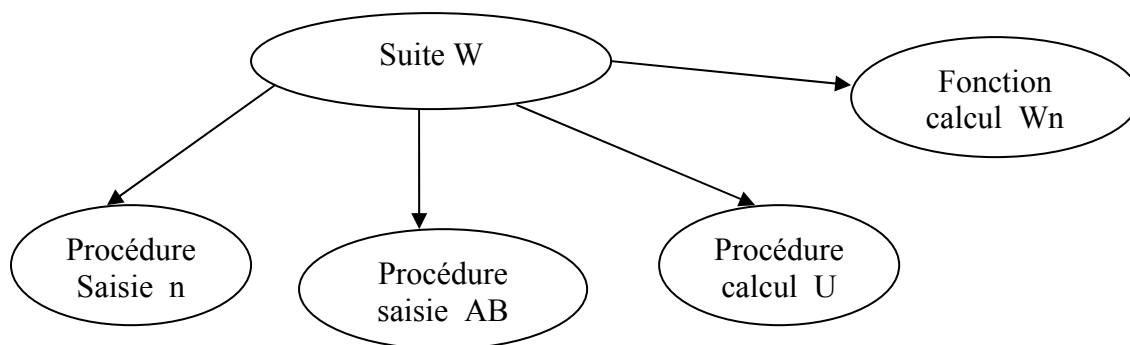 Suite W
Fonction
calcul Wn
Procédure
Saisie n
Procédure
saisie AB
Procédure
calcul U